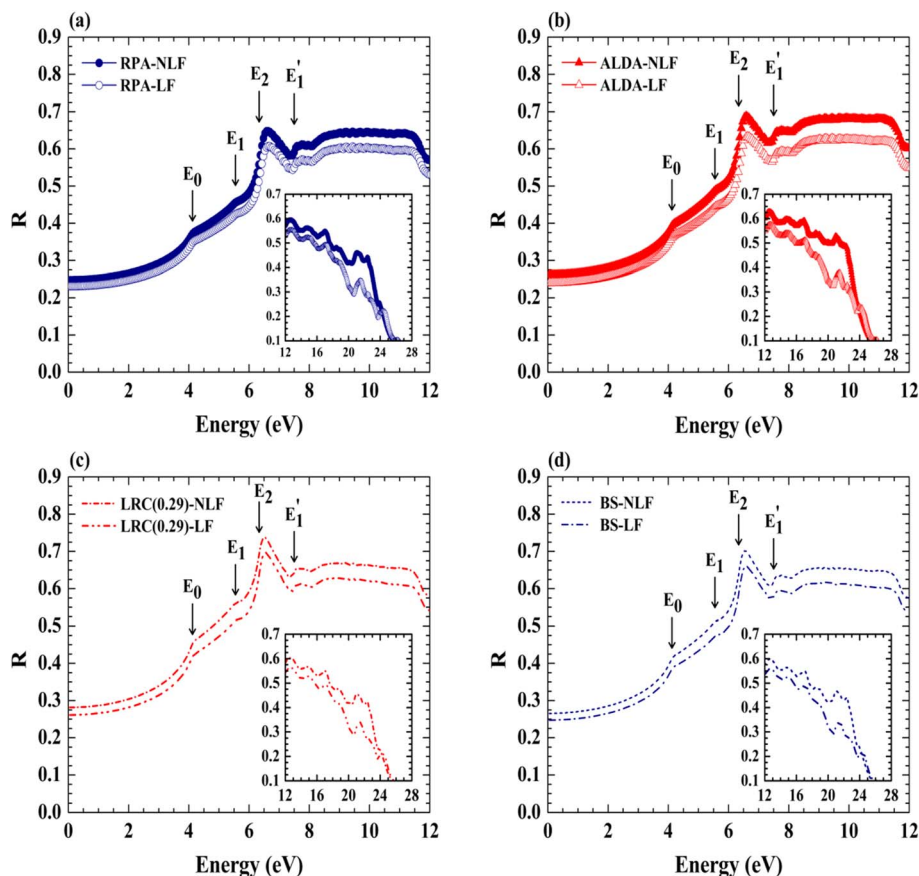 (a)
RPA-NLF
RPA-LF
E0
E1
E2
E1'
R
0.9
0.8
0.7
0.6
0.5
0.4
0.3
0.2
0.1
0.0
0 2 4 6 8 10 12
Energy (eV)
0.7
0.6
0.5
0.4
0.3
0.2
0.1
12 16 20 24 28
(b)
ALDA-NLF
ALDA-LF
E0
E1
E2
E1'
R
0.9
0.8
0.7
0.6
0.5
0.4
0.3
0.2
0.1
0.0
0 2 4 6 8 10 12
Energy (eV)
0.7
0.6
0.5
0.4
0.3
0.2
0.1
12 16 20 24 28
(c)
LRC(0.29)-NLF
LRC(0.29)-LF
E0
E1
E2
E1'
R
0.9
0.8
0.7
0.6
0.5
0.4
0.3
0.2
0.1
0.0
0 2 4 6 8 10 12
Energy (eV)
0.7
0.6
0.5
0.4
0.3
0.2
0.1
12 16 20 24 28
(d)
BS-NLF
BS-LF
E0
E1
E2
E1'
R
0.9
0.8
0.7
0.6
0.5
0.4
0.3
0.2
0.1
0.0
0 2 4 6 8 10 12
Energy (eV)
0.7
0.6
0.5
0.4
0.3
0.2
0.1
12 16 20 24 28